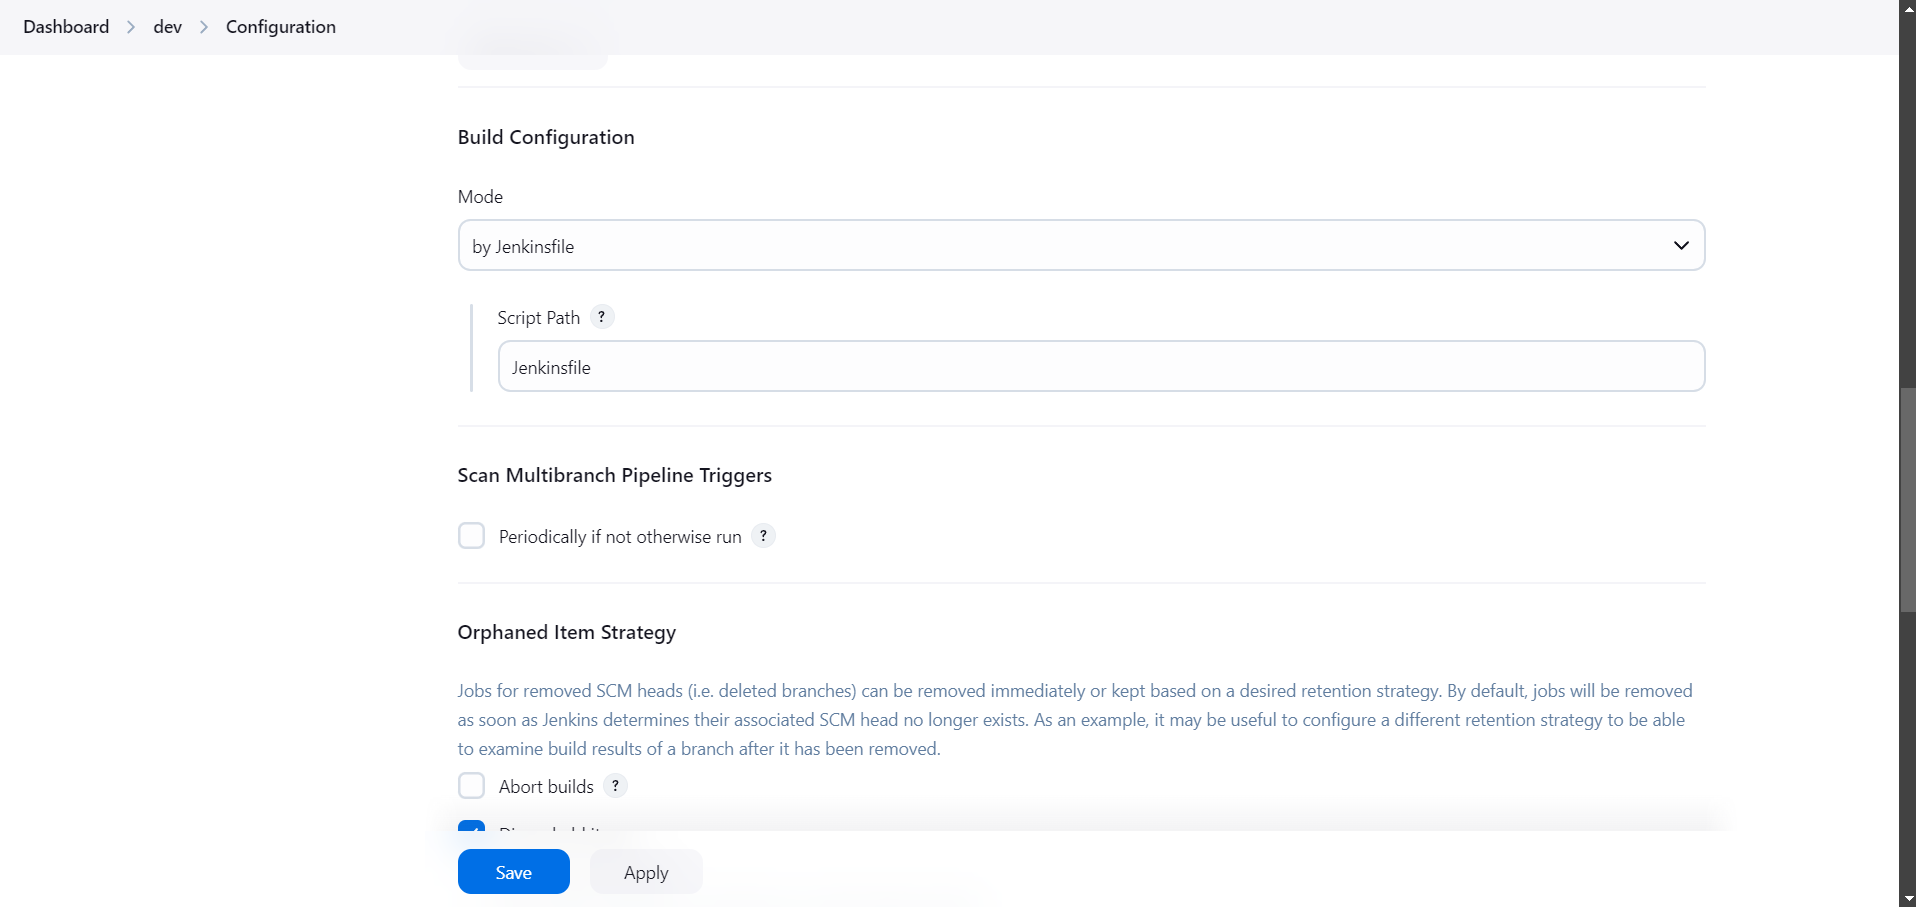 Dashboard > dev > Configuration
Build Configuration
Mode
by Jenkinsfile
Script Path ?
Jenkinsfile
Scan Multibranch Pipeline Triggers
Periodically if not otherwise run ?
Orphaned Item Strategy
Jobs for removed SCM heads (i.e. deleted branches) can be removed immediately or kept based on a desired retention strategy. By default, jobs will be removed
as soon as Jenkins determines their associated SCM head no longer exists. As an example, it may be useful to configure a different retention strategy to be able
to examine build results of a branch after it has been removed.
Abort builds ?
Save Apply